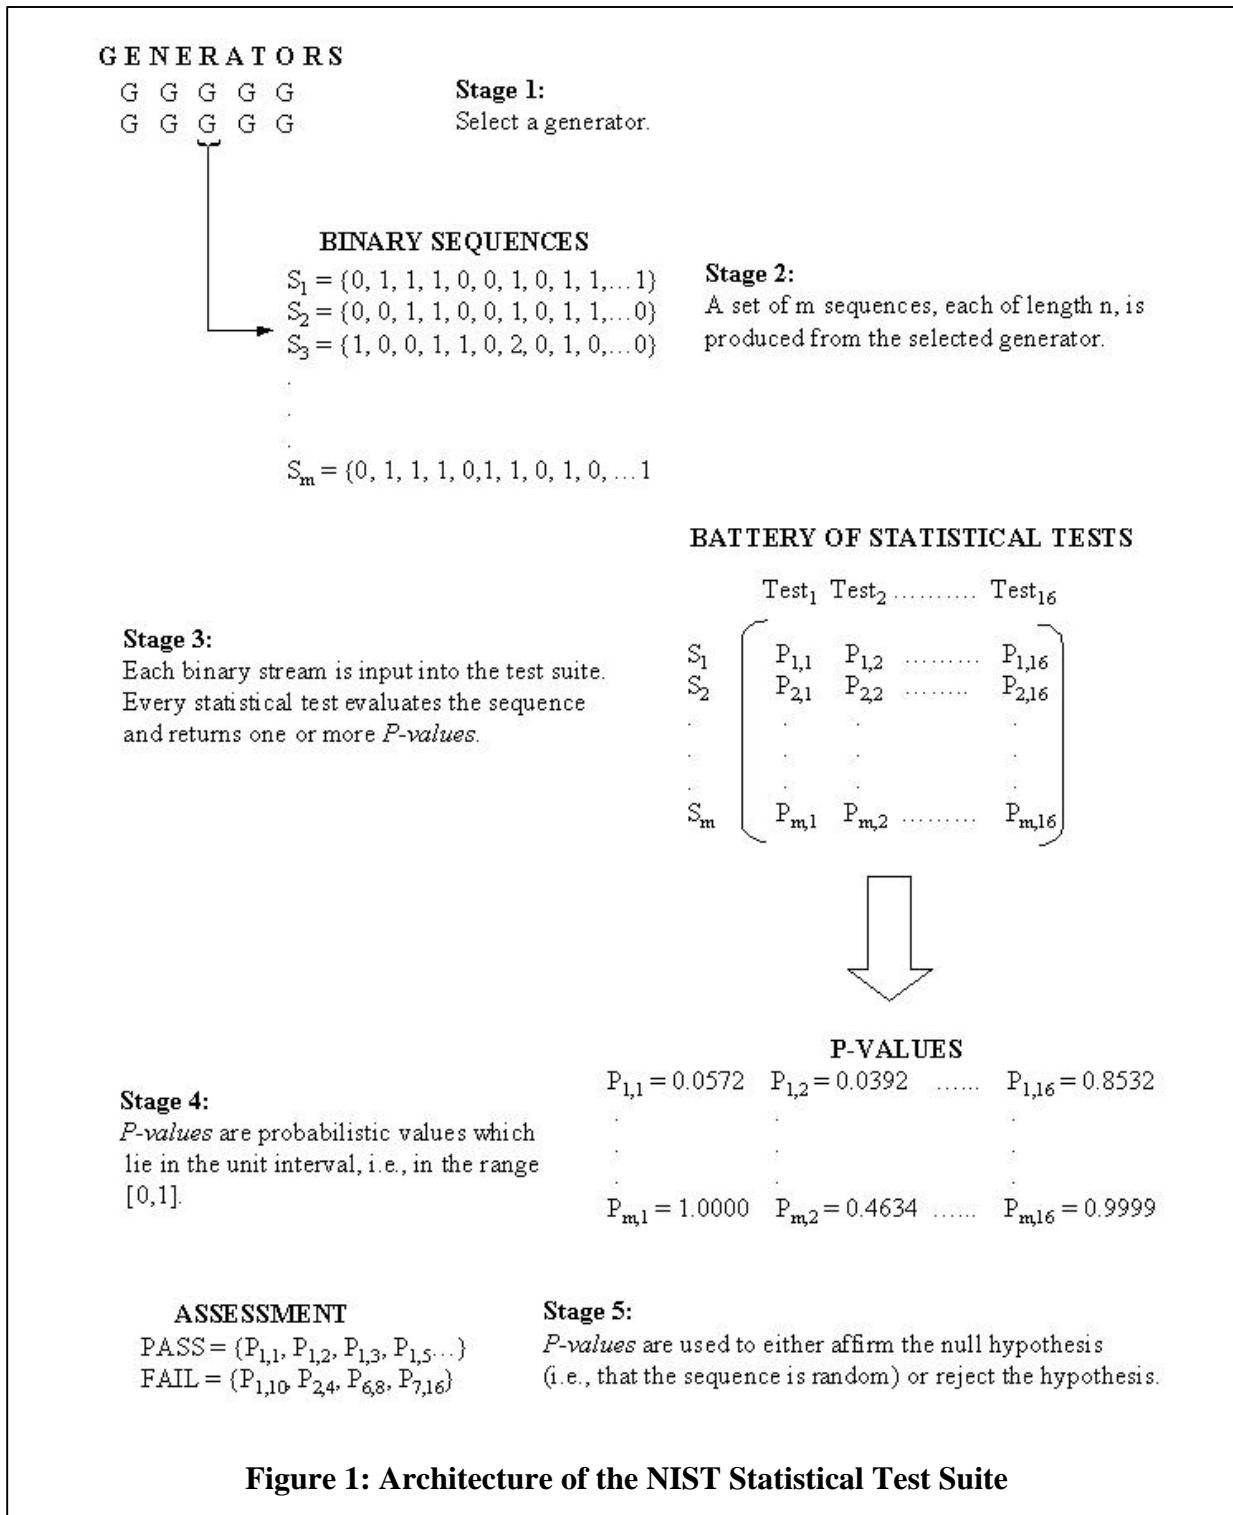 G E N E R A T O R S
G G G G G
G G G G G
Stage 1:
Select a generator.
BINARY SEQUENCES
S1 = {0, 1, 1, 1, 0, 0, 1, 0, 1, 1,...1}
S2 = {0, 0, 1, 1, 0, 0, 1, 0, 1, 1,...0}
S3 = {1, 0, 0, 1, 1, 0, 2, 0, 1, 0,...0}
.
.
.
Sm = {0, 1, 1, 1, 0,1, 1, 0, 1, 0, ...1
Stage 2:
A set of m sequences, each of length n, is
produced from the selected generator.
BATTERY OF STATISTICAL TESTS
Test1 Test2 .......... Test16
S1 P1,1 P1,2 ......... P1,16
S2 P2,1 P2,2 ........ P2,16
. . . .
. . . .
. . . .
Sm Pm,1 Pm,2 ......... Pm,16
Stage 3:
Each binary stream is input into the test suite.
Every statistical test evaluates the sequence
and returns one or more P-values.
P-VALUES
P1,1 = 0.0572 P1,2 = 0.0392 ...... P1,16 = 0.8532
. . .
. . .
. . .
Pm,1 = 1.0000 Pm,2 = 0.4634 ...... Pm,16 = 0.9999
Stage 4:
P-values are probabilistic values which
lie in the unit interval, i.e., in the range
[0,1].
ASSESSMENT
PASS = {P1,1, P1,2, P1,3, P1,5...}
FAIL = {P1,10, P2,4, P6,8, P7,16}
Stage 5:
P-values are used to either affirm the null hypothesis
(i.e., that the sequence is random) or reject the hypothesis.
Figure 1: Architecture of the NIST Statistical Test Suite